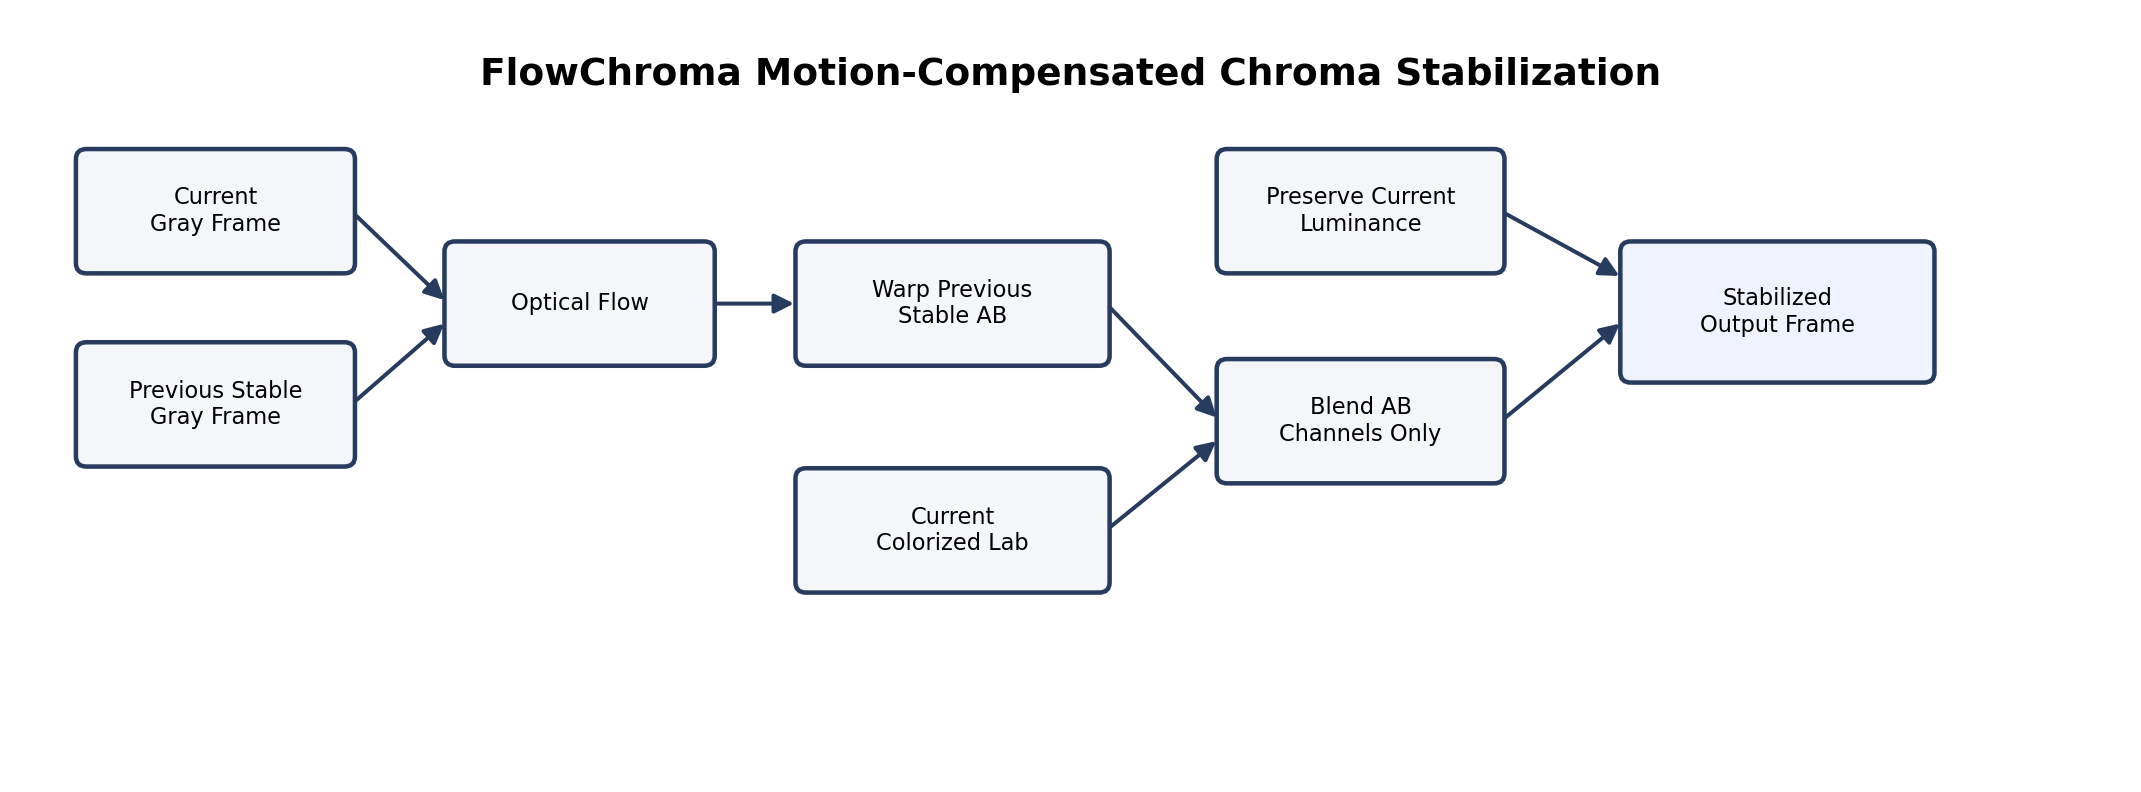 FlowChroma Motion-Compensated Chroma Stabilization
Current
Gray Frame
Previous Stable
Gray Frame
Optical Flow
Warp Previous
Stable AB
Current
Colorized Lab
Preserve Current
Luminance
Blend AB
Channels Only
Stabilized
Output Frame